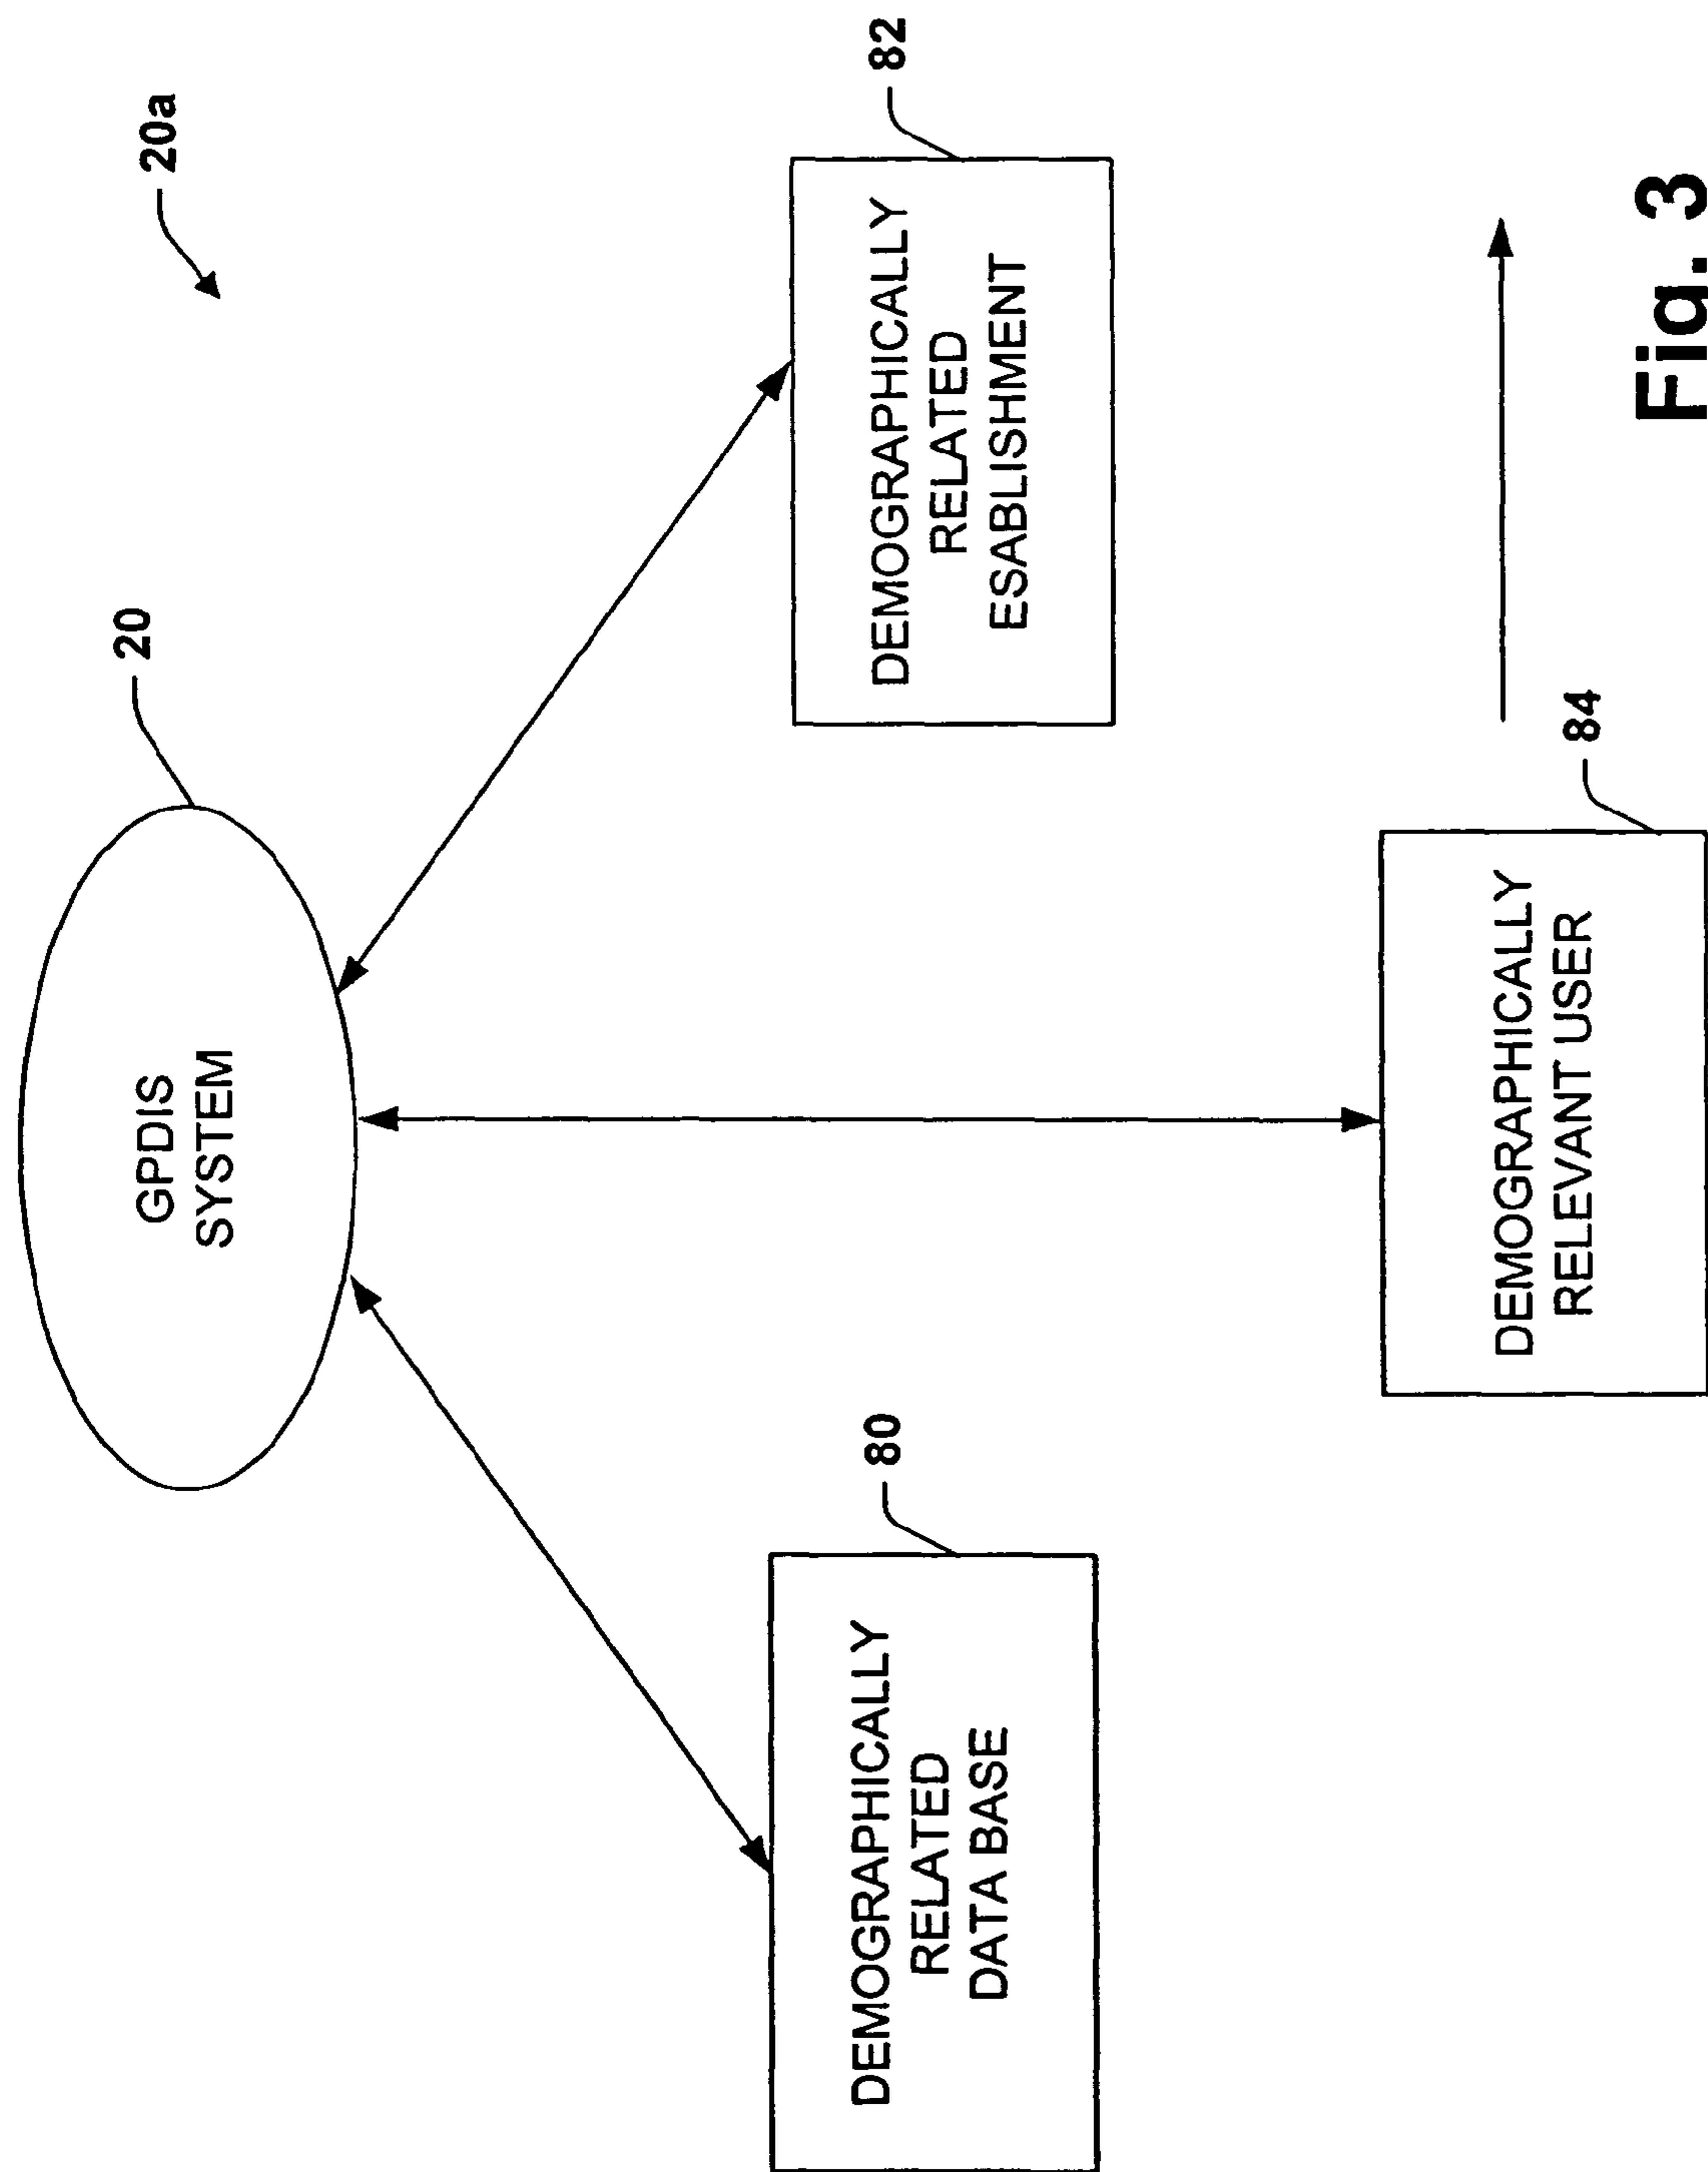 20a
20
GPDIS
SYSTEM
80
82
DEMOGRAPHICALLY
RELATED
DATA BASE
DEMOGRAPHICALLY
RELATED
ESABLISHMENT
84
DEMOGRAPHICALLY
RELEVANT USER
Fig. 3